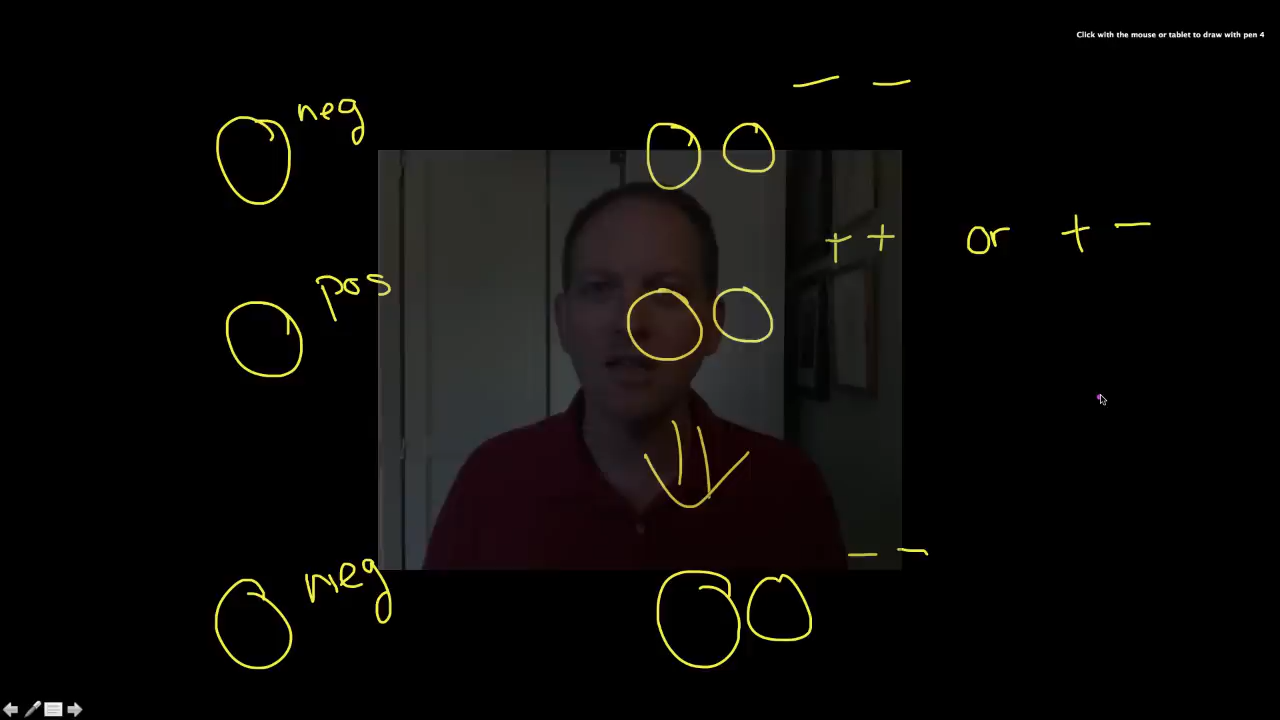 Click with the mouse or tablet to draw with pen 4
— —
neg
+ + or + —
pos
— —
neg